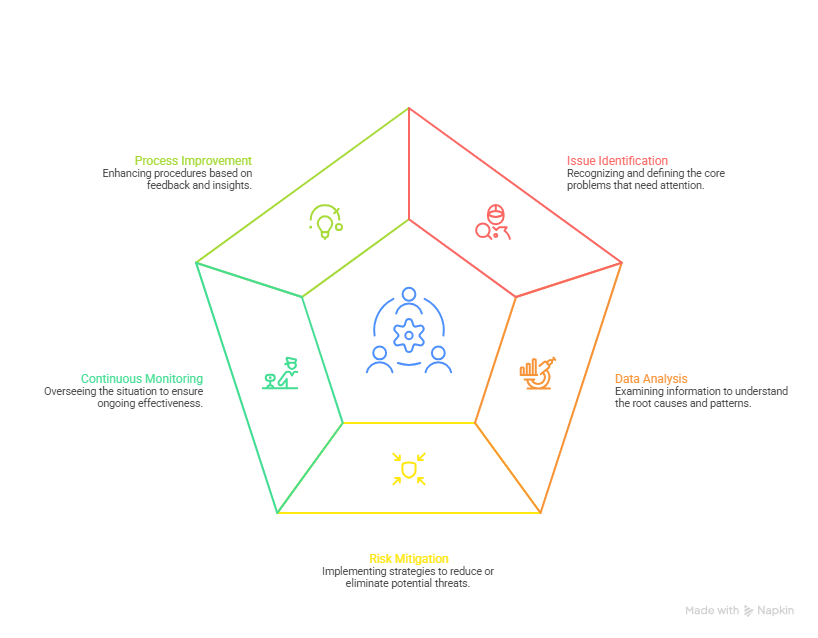 Process Improvement
Enhancing procedures based on
feedback and insights.
Issue Identification
Recognizing and defining the core
problems that need attention.
Continuous Monitoring
Overseeing the situation to ensure
ongoing effectiveness.
Data Analysis
Examining information to understand
the root causes and patterns.
Risk Mitigation
Implementing strategies to reduce or
eliminate potential threats.
Made with Napkin